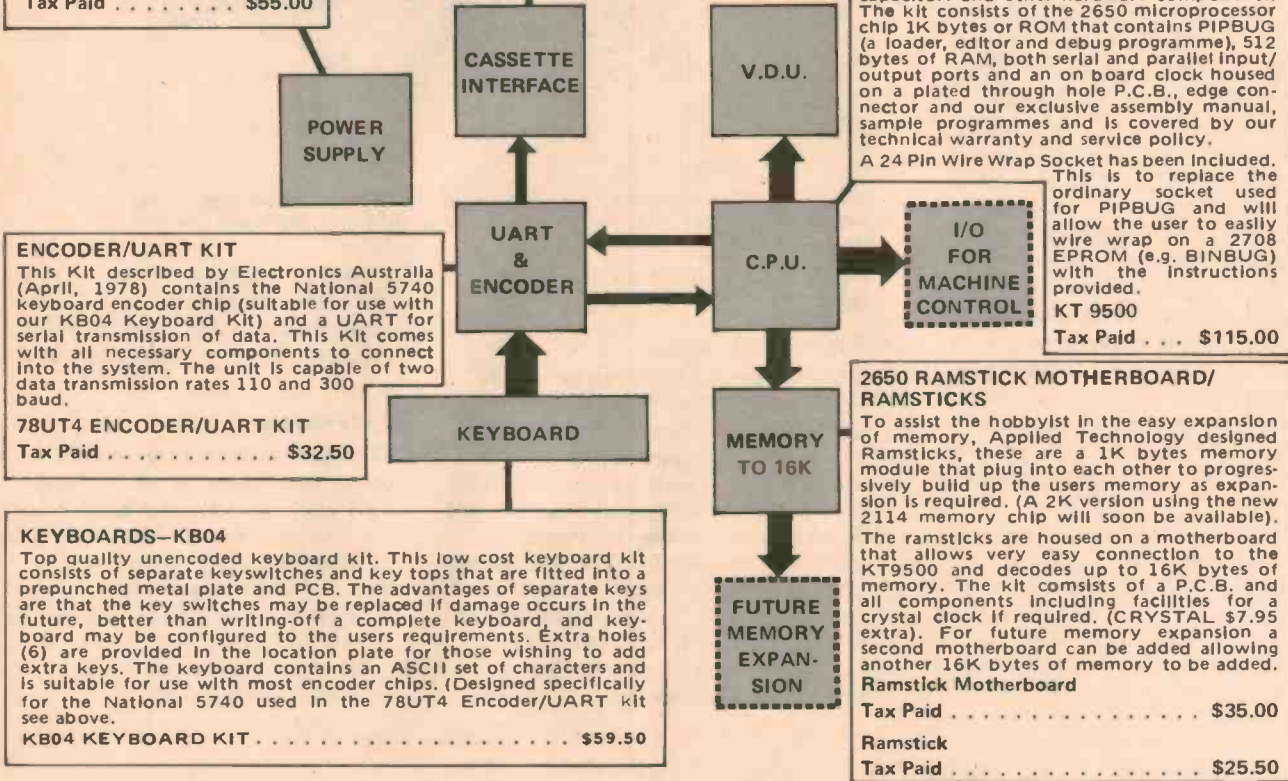 Tax Paid . . . . . . . . $55.00
POWER
SUPPLY
CASSETTE
INTERFACE
V.D.U.
The kit consists of the 2650 microprocessor
chip 1K bytes or ROM that contains PIPBUG
(a loader, editor and debug programme), 512
bytes of RAM, both serial and parallel input/
output ports and an on board clock housed
on a plated through hole P.C.B., edge con-
nector and our exclusive assembly manual,
sample programmes and is covered by our
technical warranty and service policy.
A 24 Pin Wire Wrap Socket has been included.
This is to replace the
ordinary socket used
for PIPBUG and will
allow the user to easily
wire wrap on a 2708
EPROM (e.g. BINBUG)
with the instructions
provided.
KT 9500
Tax Paid . . . $115.00
ENCODER/UART KIT
This Kit described by Electronics Australia
(April, 1978) contains the National 5740
keyboard encoder chip (suitable for use with
our KB04 Keyboard Kit) and a UART for
serial transmission of data. This Kit comes
with all necessary components to connect
into the system. The unit is capable of two
data transmission rates 110 and 300
baud.
78UT4 ENCODER/UART KIT
Tax Paid . . . . . . . . . . $32.50
UART
&
ENCODER
C.P.U.
I/O
FOR
MACHINE
CONTROL
KEYBOARD
MEMORY
TO 16K
FUTURE
MEMORY
EXPAN-
SION
2650 RAMSTICK MOTHERBOARD/
RAMSTICKS
To assist the hobbyist in the easy expansion
of memory, Applied Technology designed
Ramsticks, these are a 1K bytes memory
module that plug into each other to progres-
sively build up the users memory as expan-
sion is required. (A 2K version using the new
2114 memory chip will soon be available).
The ramsticks are housed on a motherboard
that allows very easy connection to the
KT9500 and decodes up to 16K bytes of
memory. The kit comsists of a P.C.B. and
all components including facilities for a
crystal clock if required. (CRYSTAL $7.95
extra). For future memory expansion a
second motherboard can be added allowing
another 16K bytes of memory to be added.
Ramstick Motherboard
Tax Paid . . . . . . . . . . . . . . . . . $35.00
Ramstick
Tax Paid . . . . . . . . . . . . . . . . . . $25.50
KEYBOARDS—KB04
Top quality unencoded keyboard kit. This low cost keyboard kit
consists of separate keyswitches and key tops that are fitted into a
prepunched metal plate and PCB. The advantages of separate keys
are that the key switches may be replaced if damage occurs in the
future, better than writing-off a complete keyboard, and key-
board may be configured to the users requirements. Extra holes
(6) are provided in the location plate for those wishing to add
extra keys. The keyboard contains an ASCII set of characters and
is suitable for use with most encoder chips. (Designed specifically
for the National 5740 used in the 78UT4 Encoder/UART kit
see above.
KB04 KEYBOARD KIT . . . . . . . . . . . . . . . . . . . . $59.50